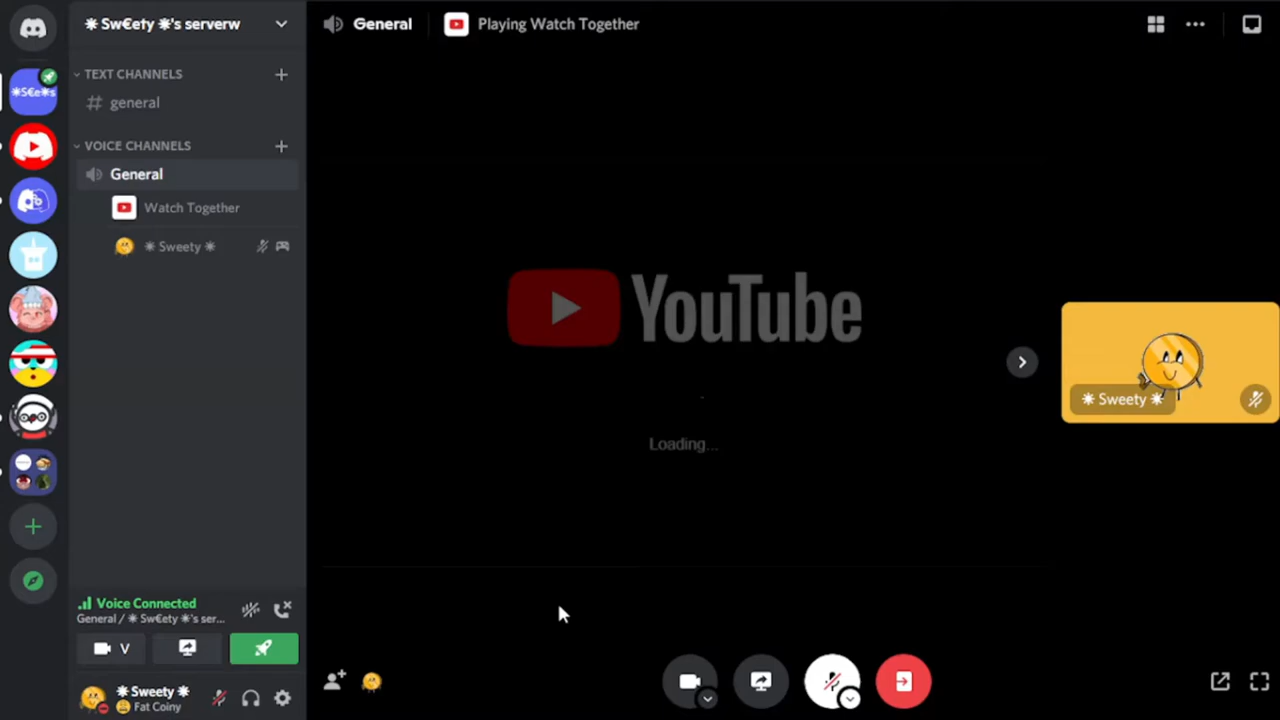 ✴ Sw€ety ✴'s serverw
General
Playing Watch Together
TEXT CHANNELS
general
✴S€e✴s
VOICE CHANNELS
General
Watch Together
✴ Sweety ✴
YouTube
Loading...
✴ Sweety ✴
Voice Connected
General / ✴ Sw€ety ✴'s ser...
V
✴ Sweety ✴
Fat Coiny